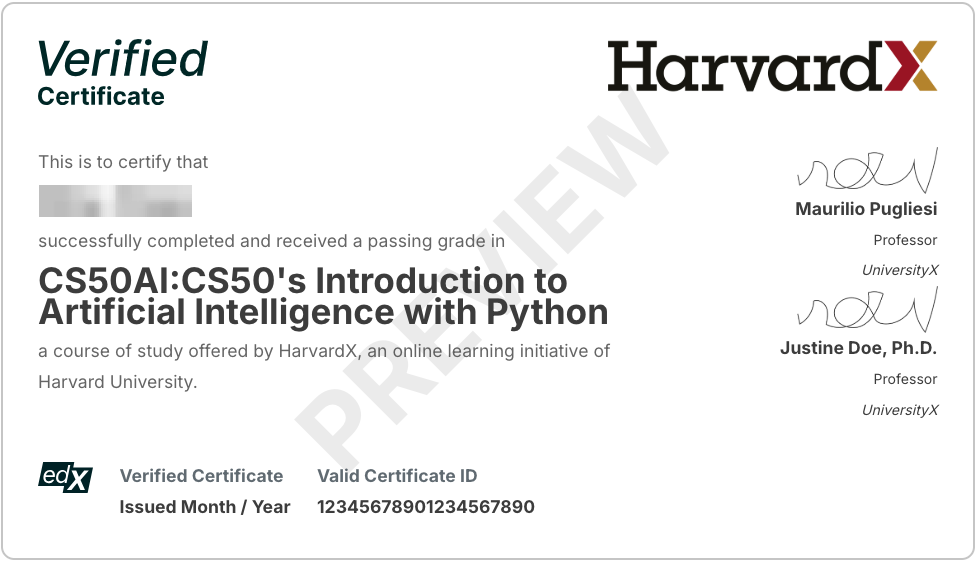 Verified
Certificate
HarvardX
This is to certify that
successfully completed and received a passing grade in
CS50AI:CS50's Introduction to
Artificial Intelligence with Python
a course of study offered by HarvardX, an online learning initiative of
Harvard University.
Maurilio Pugliesi
Professor
UniversityX
Justine Doe, Ph.D.
Professor
UniversityX
PREVIEW
edX
Verified Certificate
Issued Month / Year
Valid Certificate ID
12345678901234567890